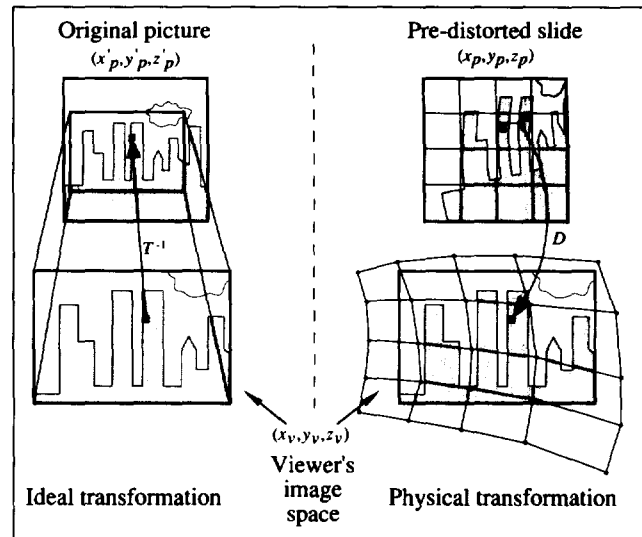 Original picture
(x'p, y'p, z'p)
Pre-distorted slide
(xp, yp, zp)
T-1
D
(xv, yv, zv)
Viewer's
image
space
Ideal transformation
Physical transformation